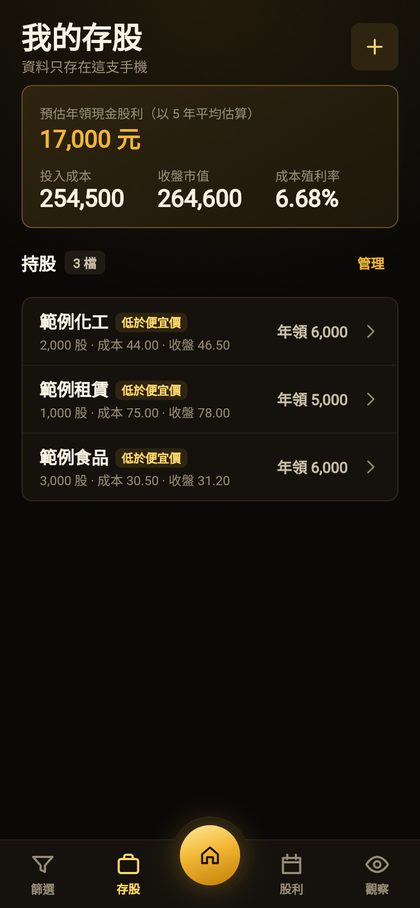 我的存股
資料只存在這支手機
預估年領現金股利（以 5 年平均估算）
17,000 元
投入成本 收盤市值 成本殖利率
254,500 264,600 6.68%
持股 3 檔 管理
範例化工 低於便宜價
年領 6,000
2,000 股 · 成本 44.00 · 收盤 46.50
範例租賃 低於便宜價
年領 5,000
1,000 股 · 成本 75.00 · 收盤 78.00
範例食品 低於便宜價
年領 6,000
3,000 股 · 成本 30.50 · 收盤 31.20
篩選 存股 股利 觀察